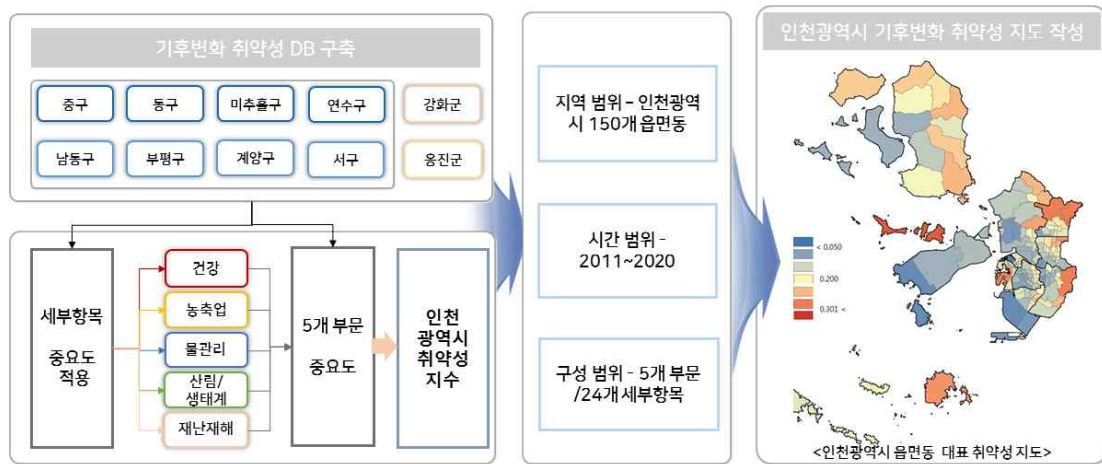 기후변화 취약성 DB 구축
중구
동구
미추홀구
연수구
강화군
남동구
부평구
계양구
서구
옹진군
세부항목
중요도
적용
건강
농축업
물관리
산림/
생태계
재난재해
5개 부문
중요도
인천
광역시
취약성
지수
지역 범위 – 인천광역
시 150개 읍면동
시간 범위 -
2011~2020
구성 범위 - 5개 부문
/24개 세부항목
인천광역시 기후변화 취약성 지도 작성
< 0.050
0.200
0.301 <
<인천광역시 읍면동 대표 취약성 지도>